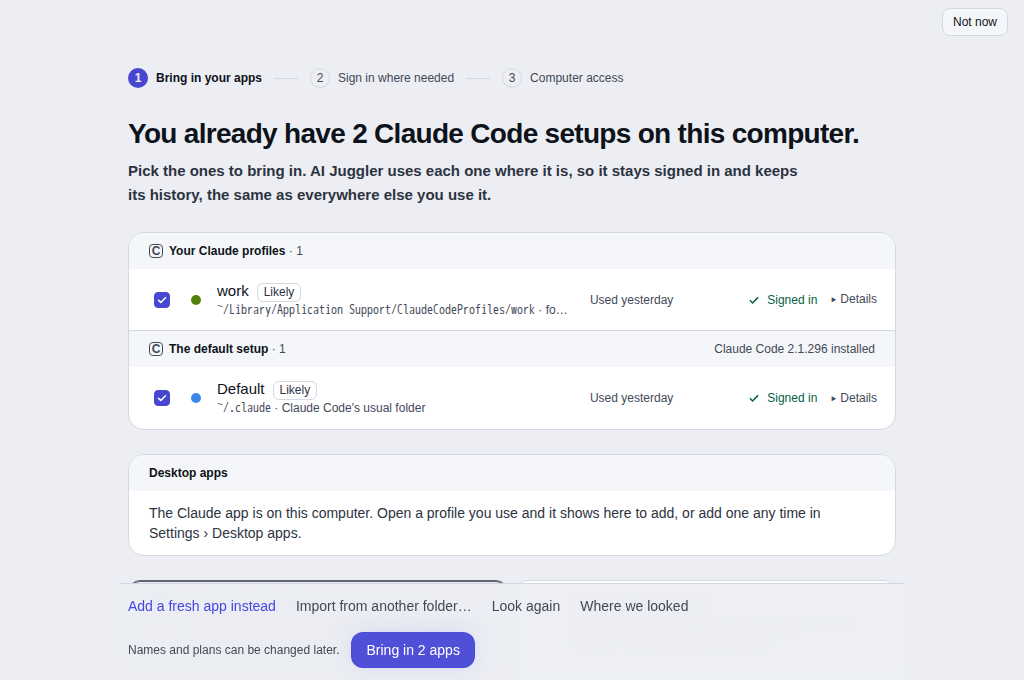 Not now
1 Bring in your apps
2 Sign in where needed
3 Computer access
You already have 2 Claude Code setups on this computer.
Pick the ones to bring in. AI Juggler uses each one where it is, so it stays signed in and keeps
its history, the same as everywhere else you use it.
C Your Claude profiles · 1
work Likely
~/Library/Application Support/ClaudeCodeProfiles/work · fo…
Used yesterday
Signed in
▸ Details
C The default setup · 1
Claude Code 2.1.296 installed
Default Likely
~/.claude · Claude Code's usual folder
Used yesterday
Signed in
▸ Details
Desktop apps
The Claude app is on this computer. Open a profile you use and it shows here to add, or add one any time in
Settings › Desktop apps.
Add a fresh app instead
Import from another folder…
Look again
Where we looked
Names and plans can be changed later.
Bring in 2 apps